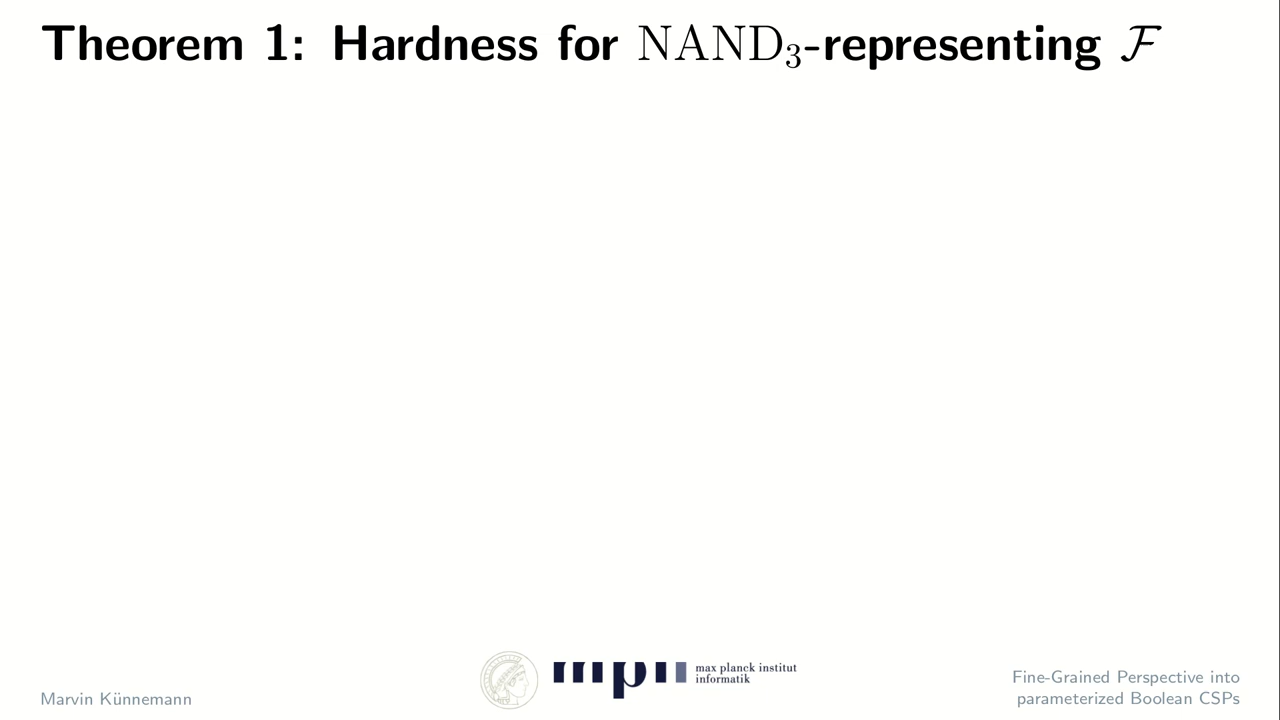 Theorem 1: Hardness for NAND₃-representing ℱ
mpii
max planck institut
informatik
Marvin Künnemann
Fine-Grained Perspective into
parameterized Boolean CSPs